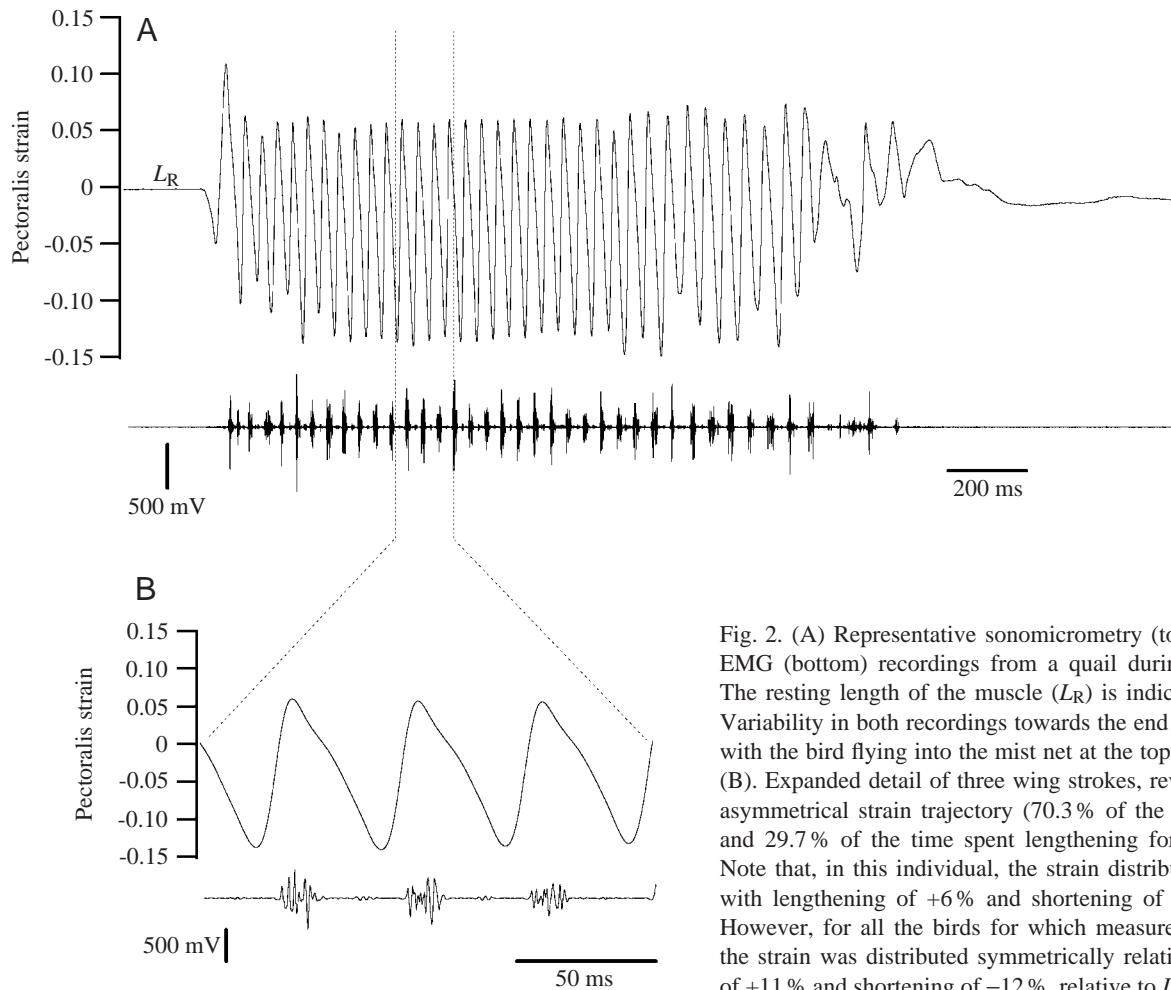 A
0.15
0.10
0.05
0
-0.05
-0.10
-0.15
Pectoralis strain
LR
500 mV
200 ms
B
0.15
0.10
0.05
0
-0.05
-0.10
-0.15
Pectoralis strain
500 mV
50 ms
Fig. 2. (A) Representative sonomicrometry (to
EMG (bottom) recordings from a quail durin
The resting length of the muscle (LR) is indic
Variability in both recordings towards the end
with the bird flying into the mist net at the top
(B). Expanded detail of three wing strokes, rev
asymmetrical strain trajectory (70.3 % of the
and 29.7 % of the time spent lengthening for
Note that, in this individual, the strain distribu
with lengthening of +6 % and shortening of
However, for all the birds for which measure
the strain was distributed symmetrically relati
of +11 % and shortening of −12 %, relative to L